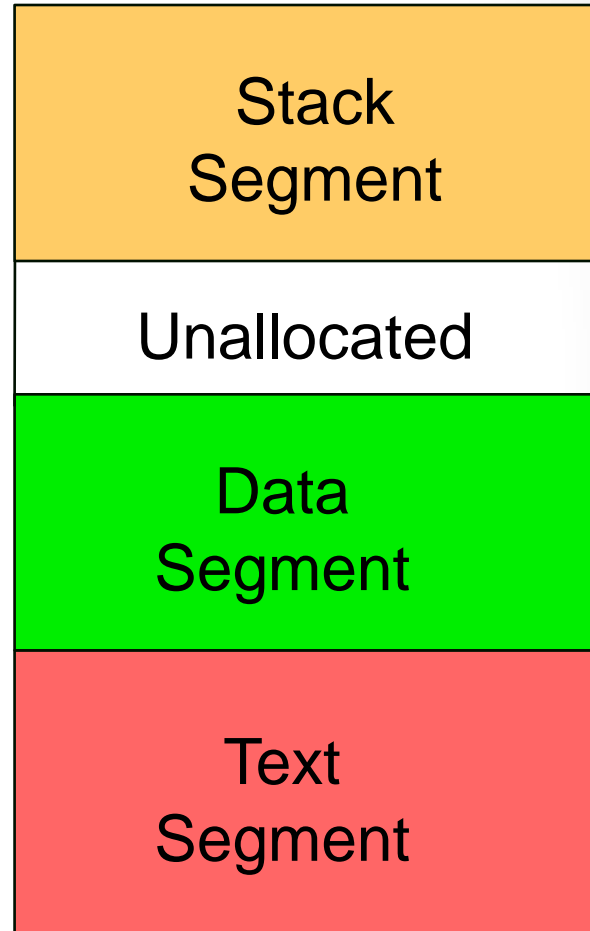 Stack
Segment
Unallocated
Data
Segment
Text
Segment